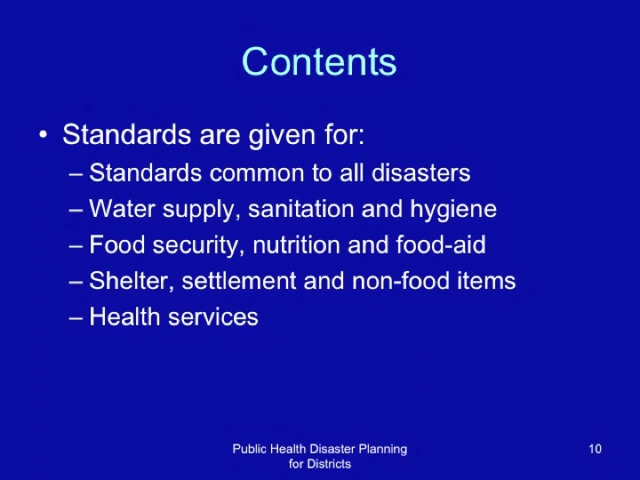 Contents
• Standards are given for:
– Standards common to all disasters
– Water supply, sanitation and hygiene
– Food security, nutrition and food-aid
– Shelter, settlement and non-food items
– Health services
Public Health Disaster Planning
for Districts
10